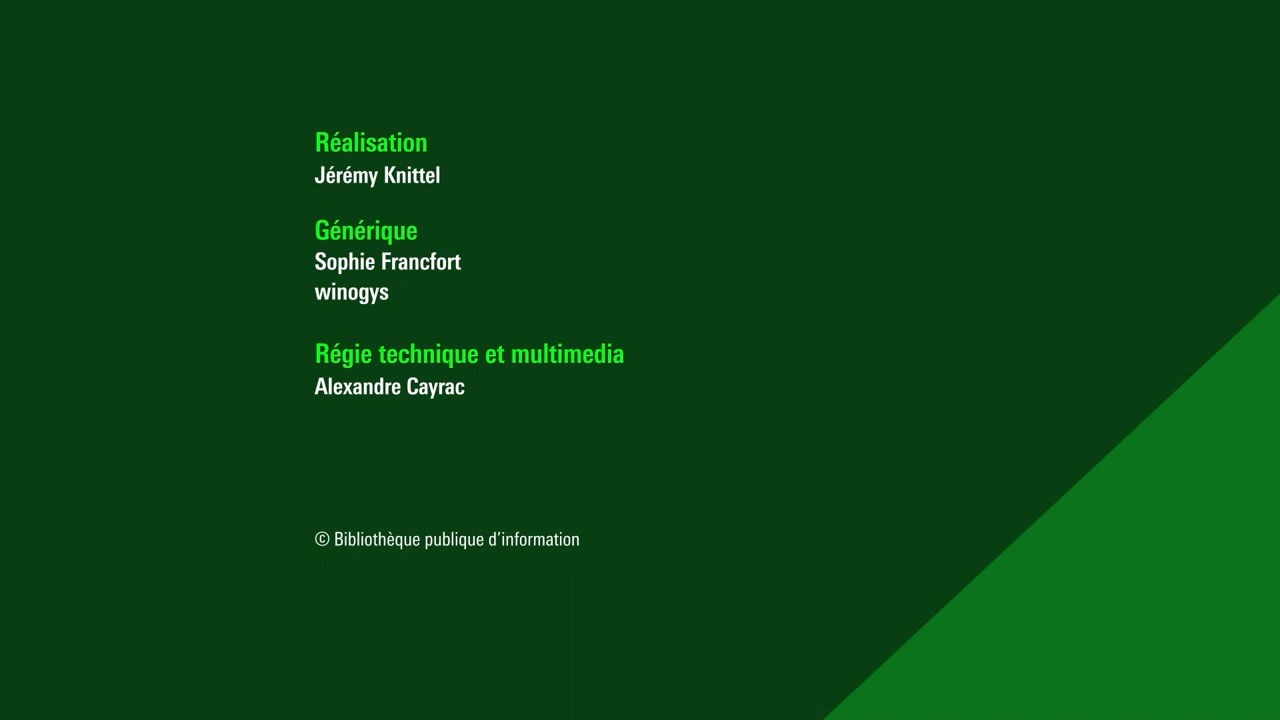 Réalisation
Jérémy Knittel
Générique
Sophie Francfort
winogys
Régie technique et multimedia
Alexandre Cayrac
© Bibliothèque publique d’information